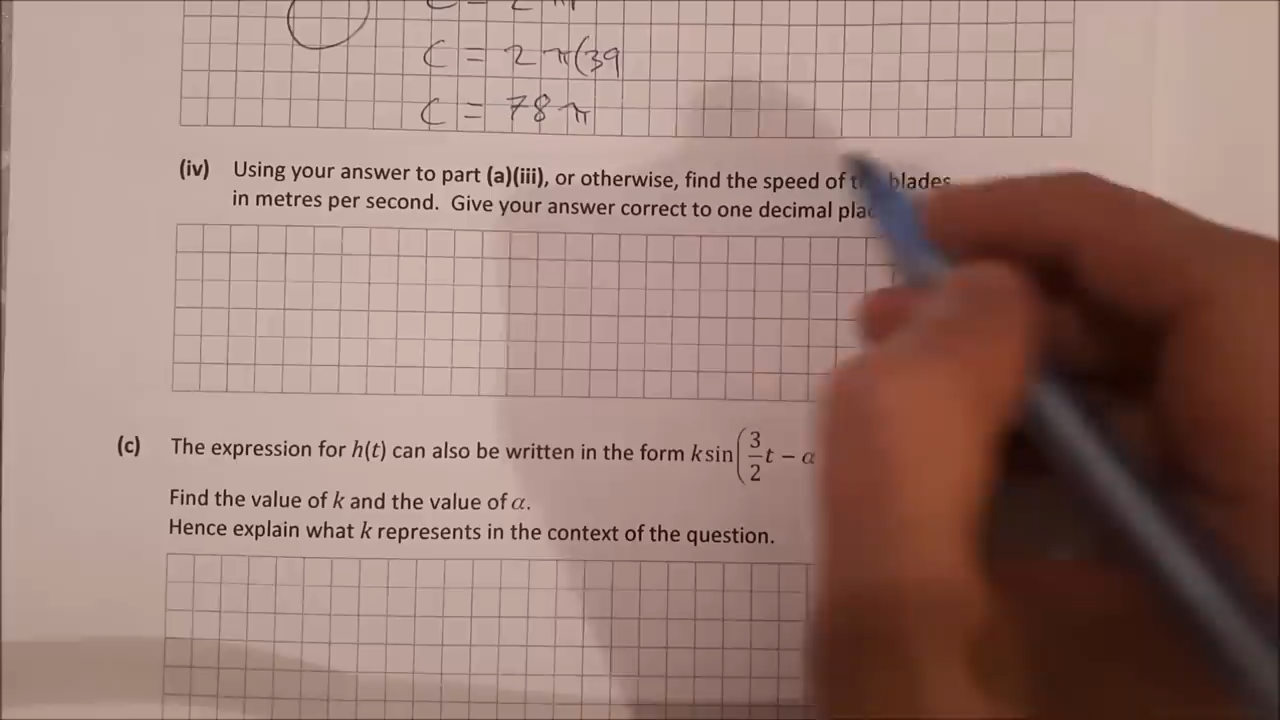 C = 2 π(39
C = 78 π
(iv) Using your answer to part (a)(iii), or otherwise, find the speed of blades
in metres per second. Give your answer correct to one decimal
(c) The expression for h(t) can also be written in the form k sin(3/2 t − α
Find the value of k and the value of α.
Hence explain what k represents in the context of the question.